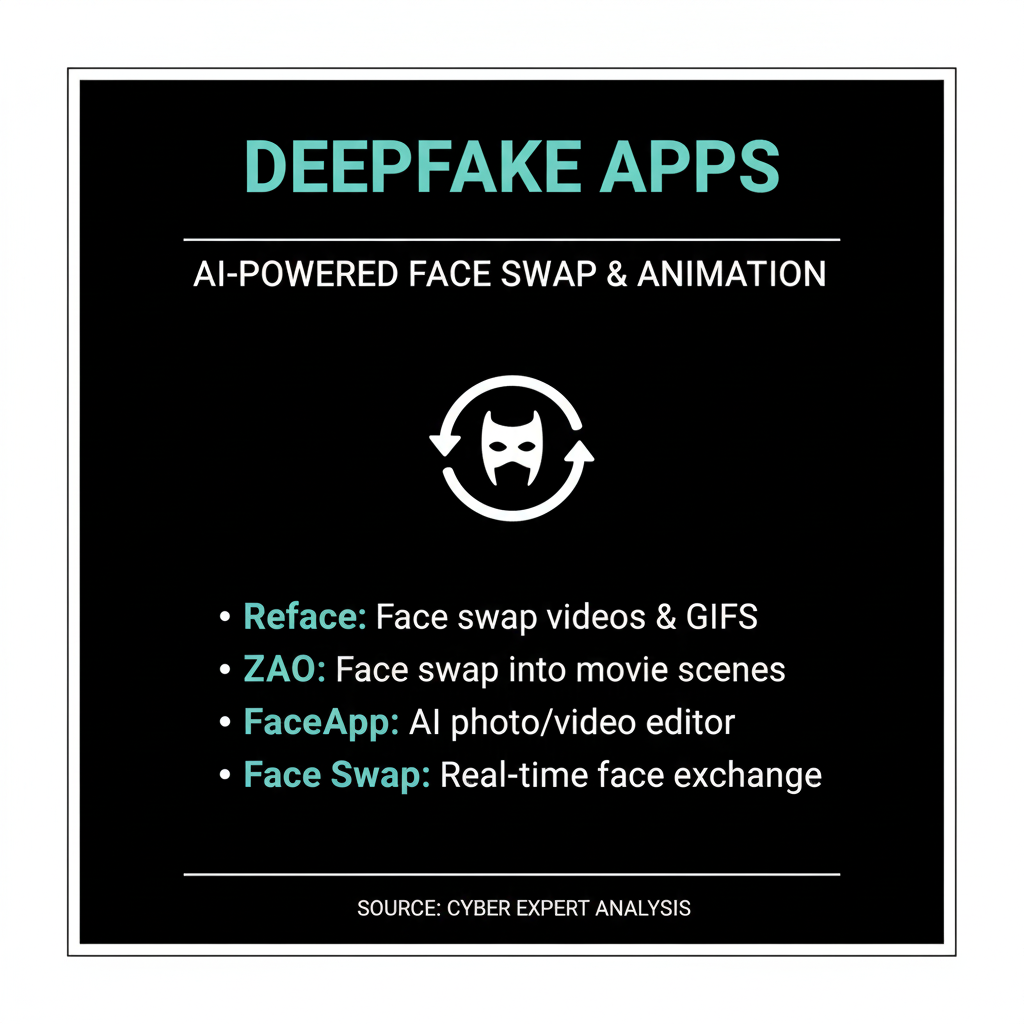 DEEPFAKE APPS
AI-POWERED FACE SWAP & ANIMATION
• Reface: Face swap videos & GIFS
• ZAO: Face swap into movie scenes
• FaceApp: AI photo/video editor
• Face Swap: Real-time face exchange
SOURCE: CYBER EXPERT ANALYSIS